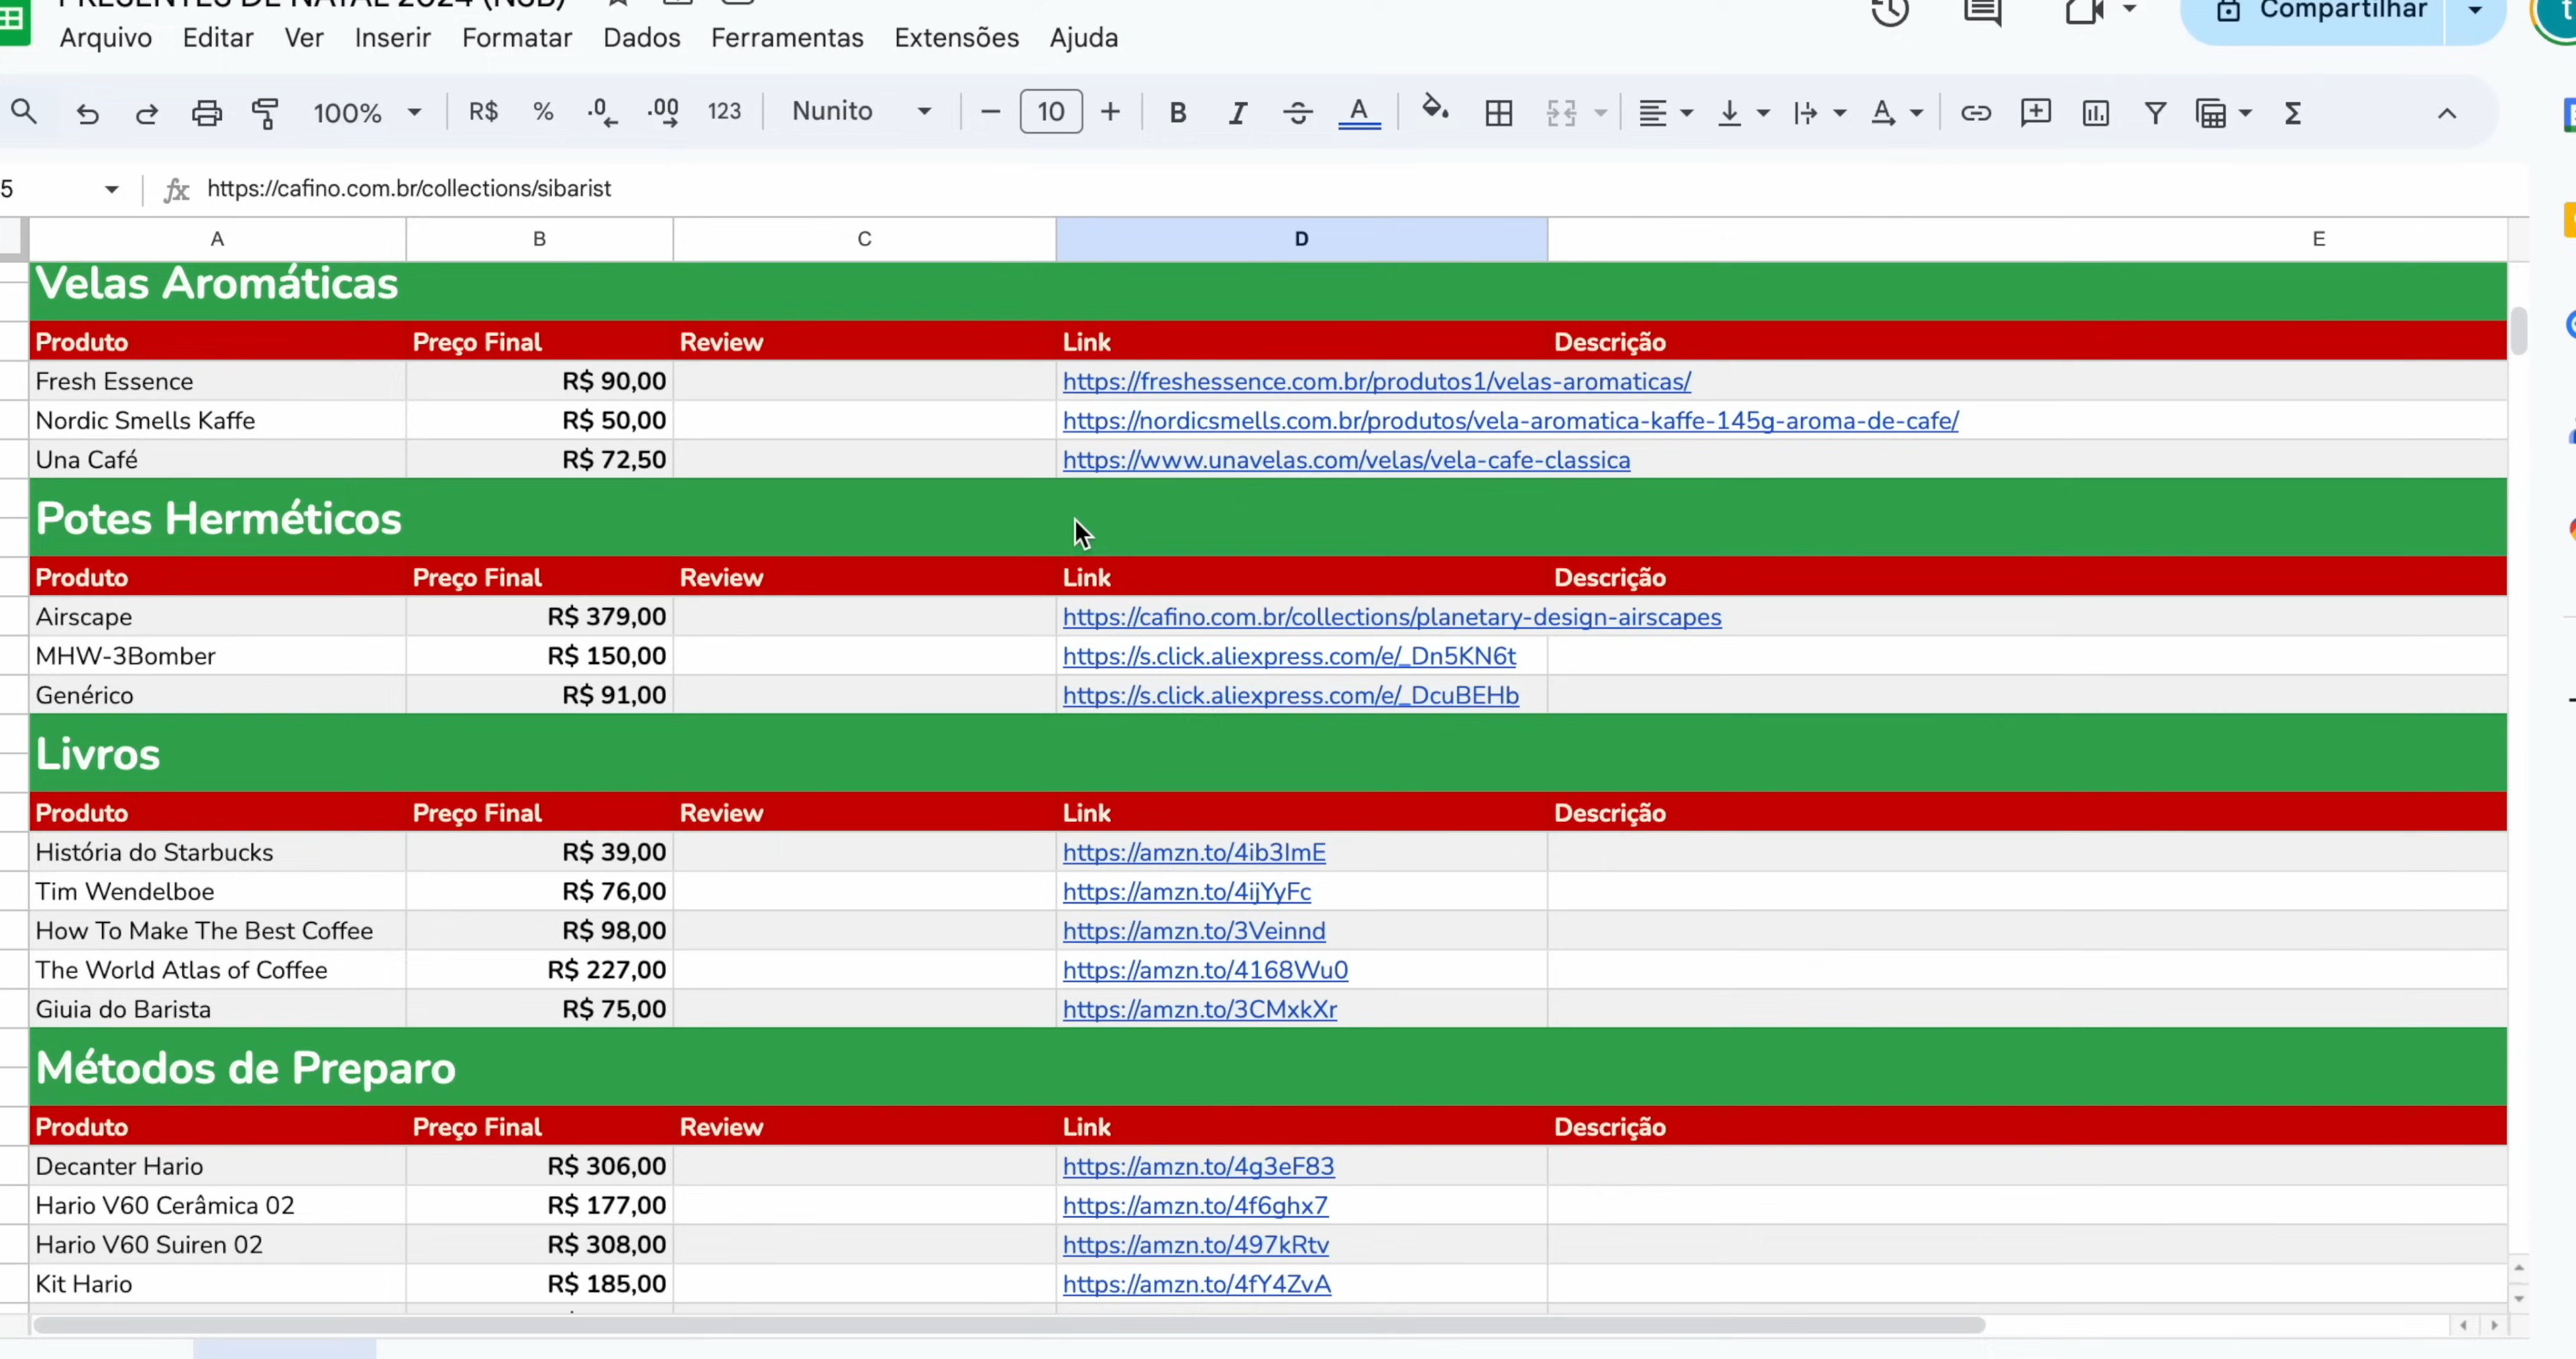 PRESENTES DE NATAL 2024 (NSB)
Arquivo Editar Ver Inserir Formatar Dados Ferramentas Extensões Ajuda
Compartilhar
100% R$ % .0 .00 123 Nunito 10
5 fx https://cafino.com.br/collections/sibarist
A B C D E
Velas Aromáticas
Produto Preço Final Review Link Descrição
Fresh Essence R$ 90,00 https://freshessence.com.br/produtos1/velas-aromaticas/
Nordic Smells Kaffe R$ 50,00 https://nordicsmells.com.br/produtos/vela-aromatica-kaffe-145g-aroma-de-cafe/
Una Café R$ 72,50 https://www.unavelas.com/velas/vela-cafe-classica
Potes Herméticos
Produto Preço Final Review Link Descrição
Airscape R$ 379,00 https://cafino.com.br/collections/planetary-design-airscapes
MHW-3Bomber R$ 150,00 https://s.click.aliexpress.com/e/_Dn5KN6t
Genérico R$ 91,00 https://s.click.aliexpress.com/e/_DcuBEHb
Livros
Produto Preço Final Review Link Descrição
História do Starbucks R$ 39,00 https://amzn.to/4ib3ImE
Tim Wendelboe R$ 76,00 https://amzn.to/4ijYyFc
How To Make The Best Coffee R$ 98,00 https://amzn.to/3Veinnd
The World Atlas of Coffee R$ 227,00 https://amzn.to/4168Wu0
Giuia do Barista R$ 75,00 https://amzn.to/3CMxkXr
Métodos de Preparo
Produto Preço Final Review Link Descrição
Decanter Hario R$ 306,00 https://amzn.to/4g3eF83
Hario V60 Cerâmica 02 R$ 177,00 https://amzn.to/4f6ghx7
Hario V60 Suiren 02 R$ 308,00 https://amzn.to/497kRtv
Kit Hario R$ 185,00 https://amzn.to/4fY4ZvA